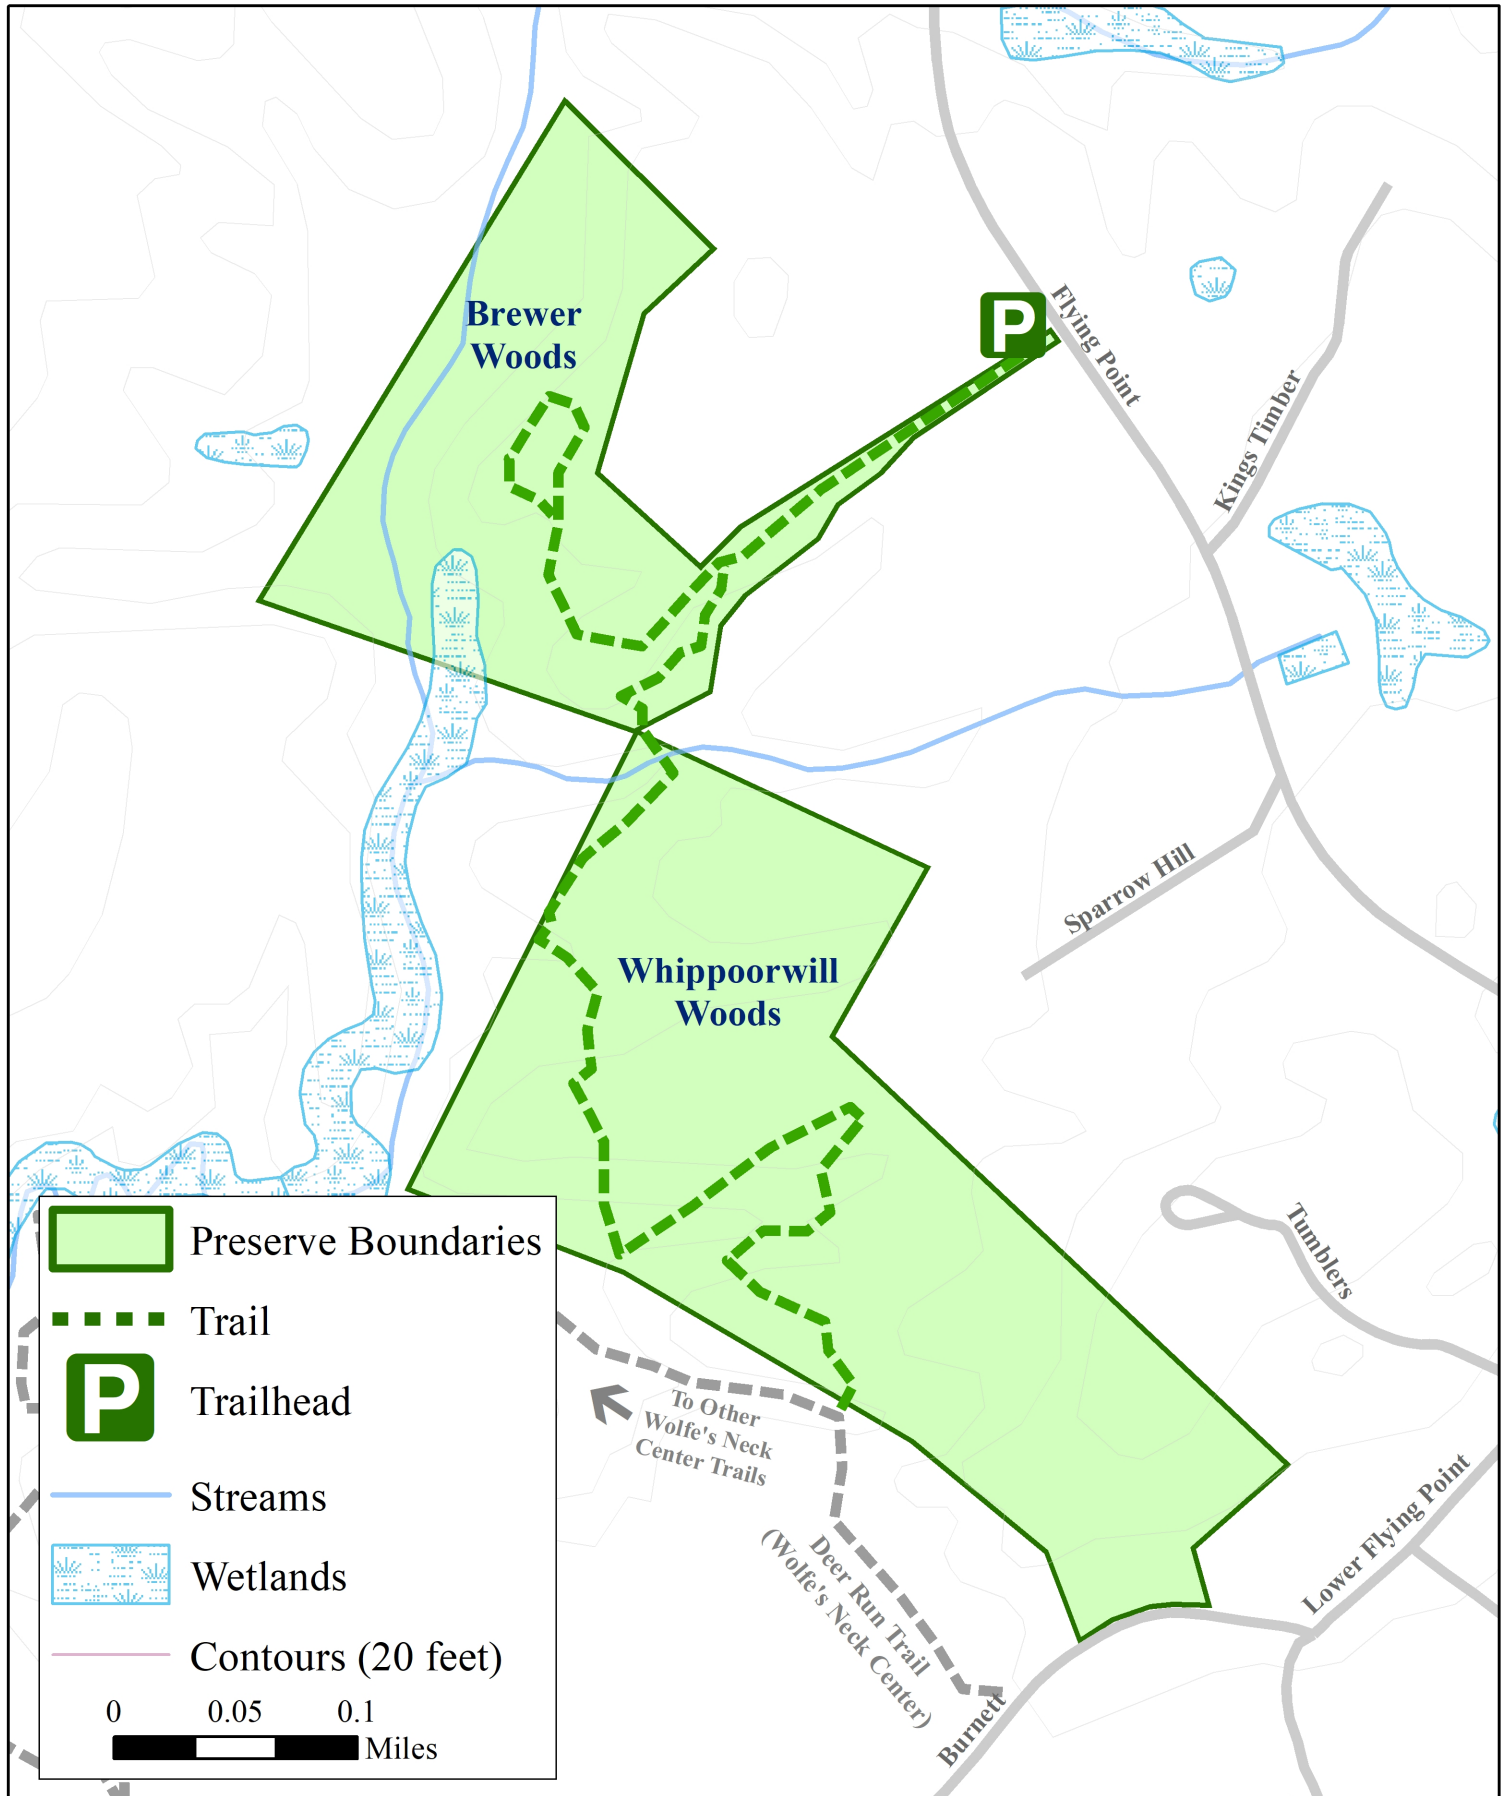 Brewer
Woods
P
Flying Point
Kings Timber
Sparrow Hill
Whippoorwill
Woods
Tumblers
Preserve Boundaries
Trail
P
Trailhead
Streams
Wetlands
Contours (20 feet)
0 0.05 0.1
Miles
To Other
Wolfe's Neck
Center Trails
Deer Run Trail
(Wolfe's Neck Center)
Lower Flying Point
Burnett